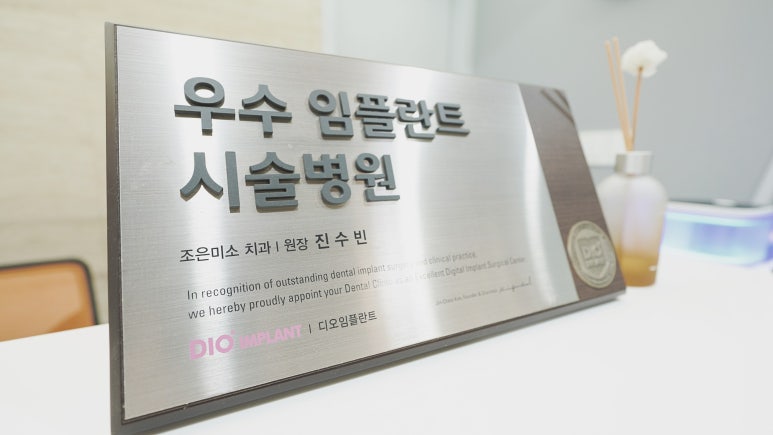 우수 임플란트
시술병원
조은미소 치과 | 원장 진 수 빈
In recognition of outstanding dental implant surgery and clinical practice,
we hereby proudly appoint your Dental Clinic as an Excellent Digital Implant Surgical Center.
DIO IMPLANT | 디오임플란트
DIO